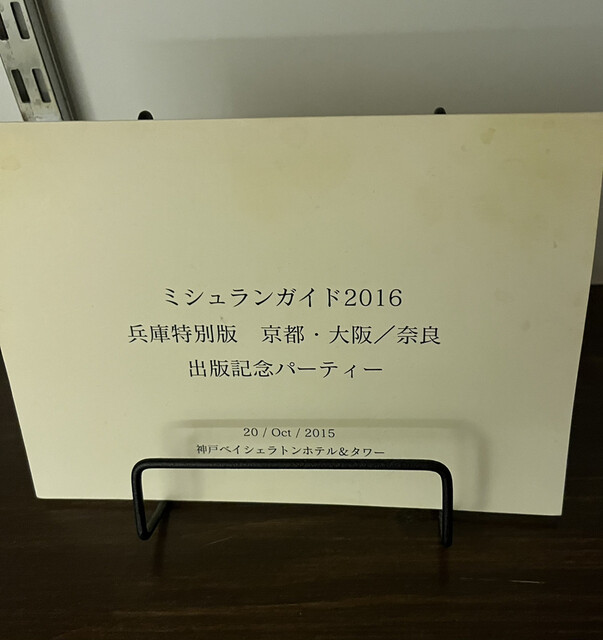 ミシュランガイド2016
兵庫特別版　京都・大阪／奈良
出版記念パーティー
20 / Oct / 2015
神戸ベイシェラトンホテル＆タワー